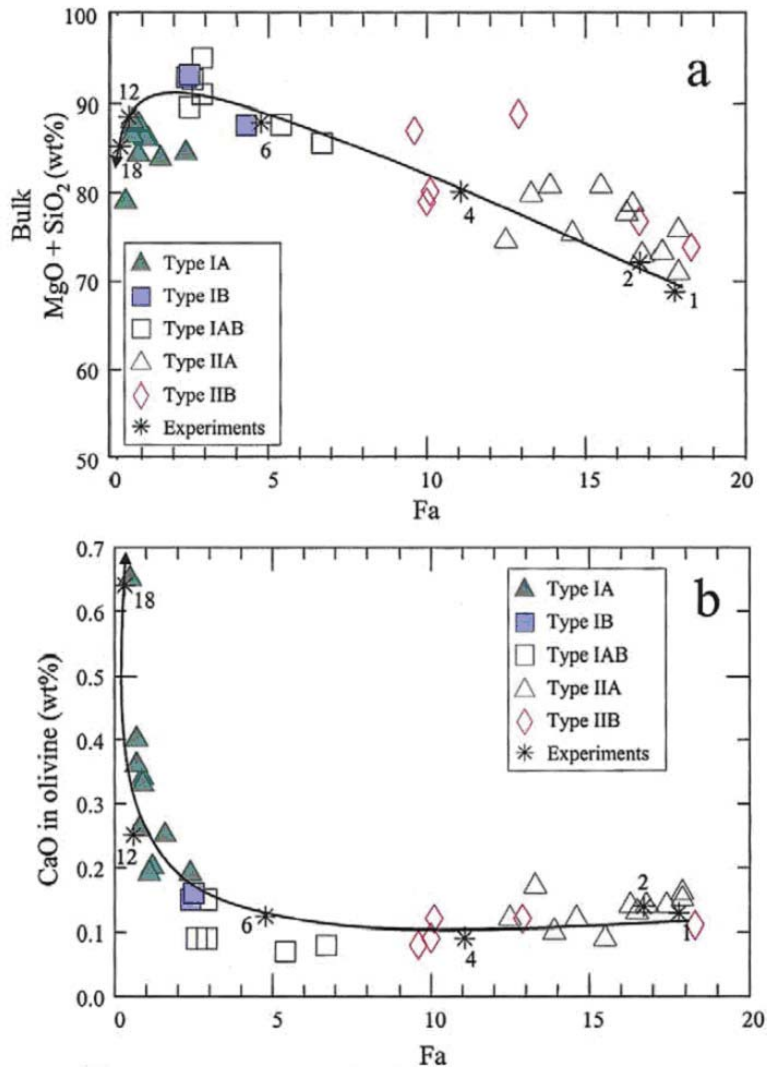 100
a
90
80
70
60
50
12
18
6
4
2
1
Type IA
Type IB
Type IAB
Type IIA
Type IIB
Experiments
Bulk
MgO + SiO₂ (wt%)
0
5
10
15
20
Fa
0.7
b
0.6
0.5
0.4
0.3
0.2
0.1
0.0
18
12
6
4
2
1
Type IA
Type IB
Type IAB
Type IIA
Type IIB
Experiments
CaO in olivine (wt%)
0
5
10
15
20
Fa